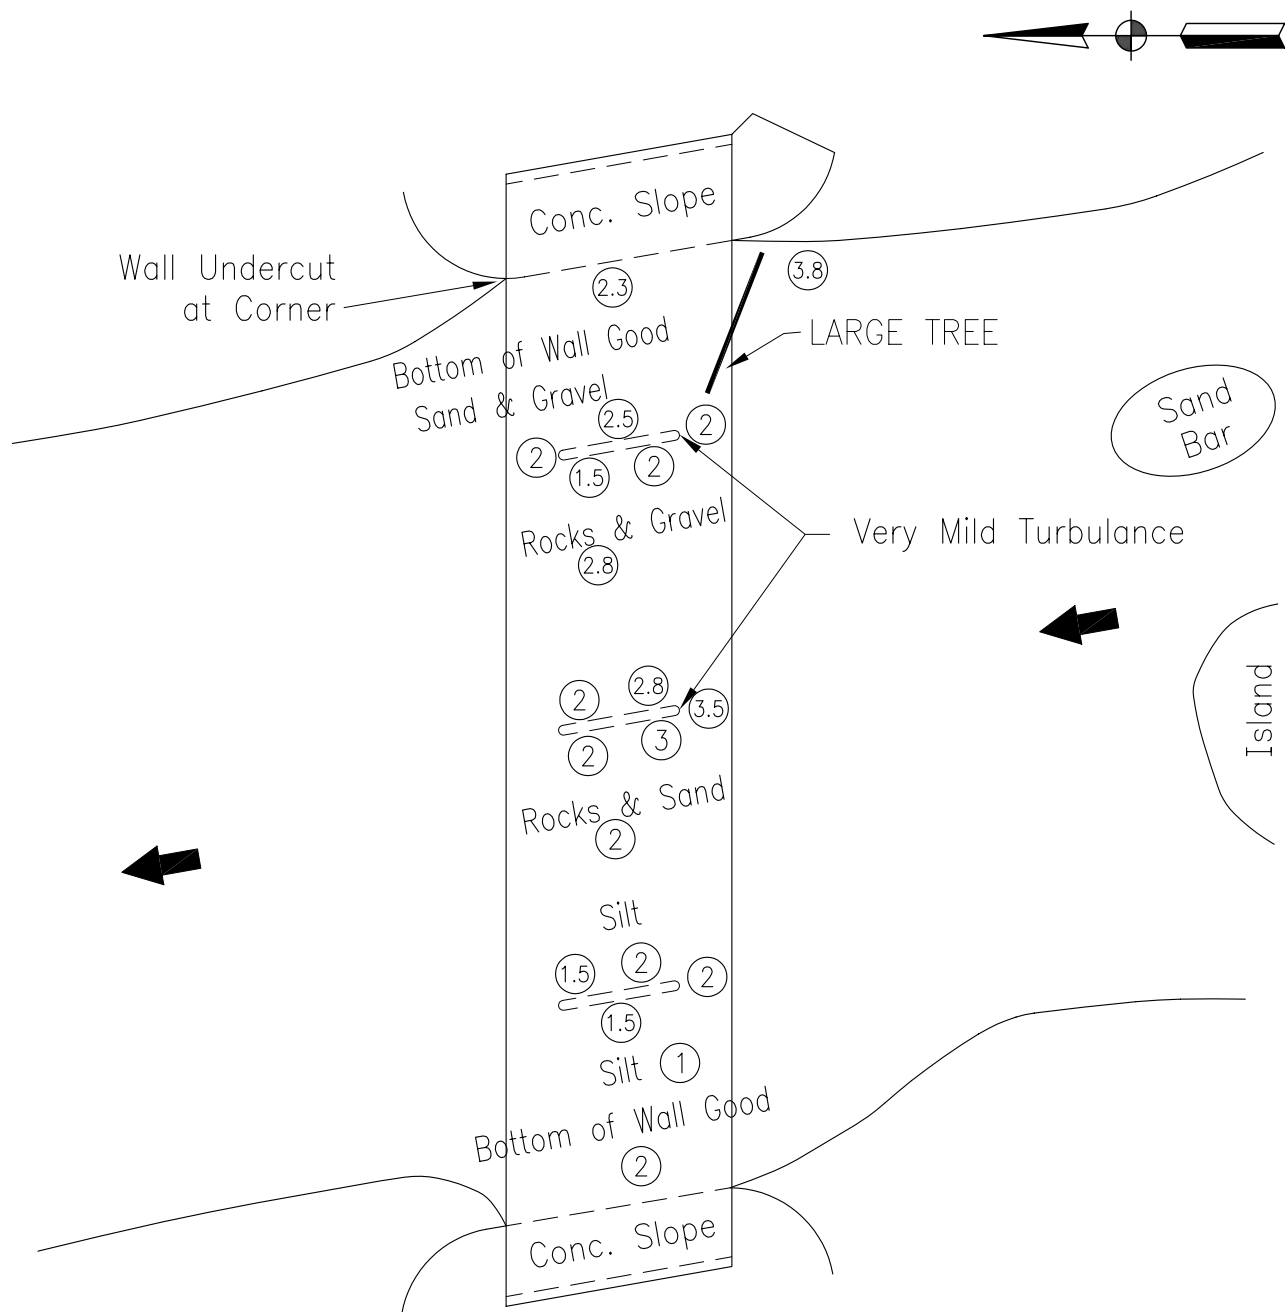 Conc. Slope
Wall Undercut
at Corner
2.3
3.8
LARGE TREE
Bottom of Wall Good
Sand & Gravel
Sand
Bar
2.5
2
2
1.5
2
Rocks & Gravel
Very Mild Turbulance
2.8
Island
2
2.8
3.5
2
3
Rocks & Sand
2
Silt
1.5
2
2
1.5
Silt
1
Bottom of Wall Good
2
Conc. Slope